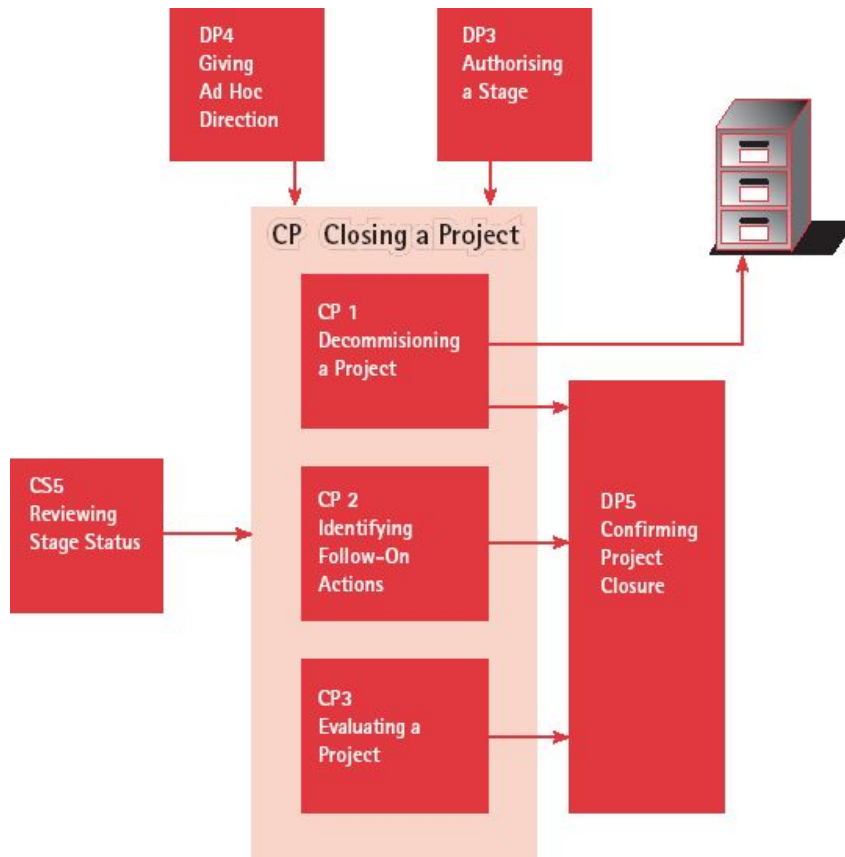 DP4
Giving
Ad Hoc
Direction
DP3
Authorising
a Stage
CP Closing a Project
CP 1
Decommisioning
a Project
CS5
Reviewing
Stage Status
CP 2
Identifying
Follow-On
Actions
DP5
Confirming
Project
Closure
CP3
Evaluating a
Project